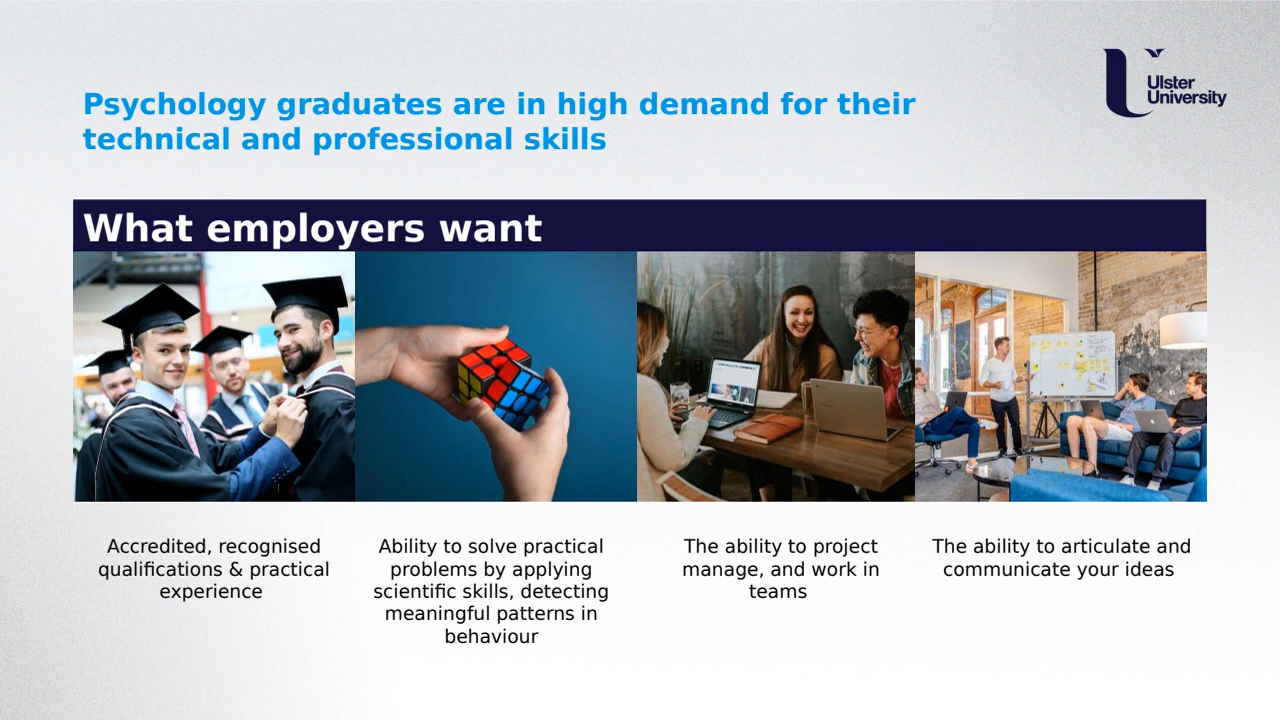 Ulster
University
Psychology graduates are in high demand for their
technical and professional skills
What employers want
Accredited, recognised
qualifications & practical
experience
Ability to solve practical
problems by applying
scientific skills, detecting
meaningful patterns in
behaviour
The ability to project
manage, and work in
teams
The ability to articulate and
communicate your ideas